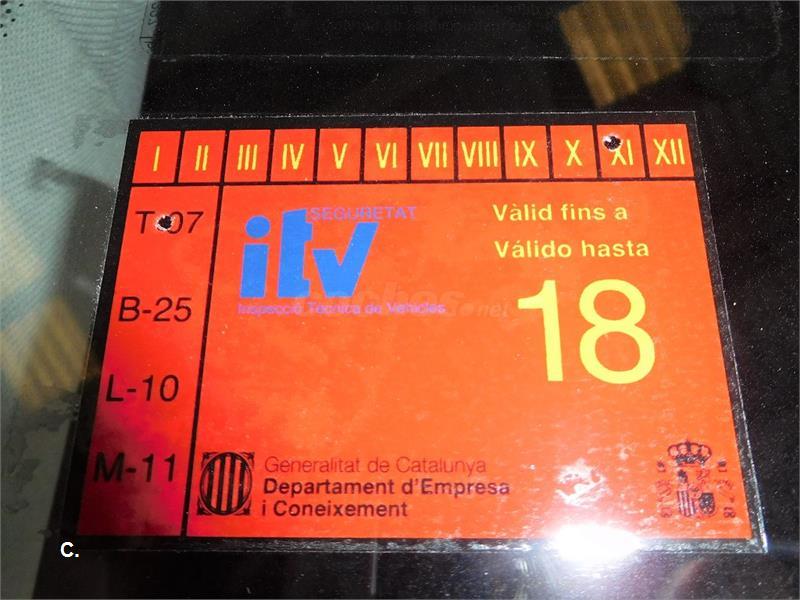 I II III IV V VI VII VIII IX X XI XII
T-07
B-25
L-10
M-11
SEGURETAT
itv
Inspecció Tècnica de Vehicles
Vàlid fins a
Válido hasta
18
Generalitat de Catalunya
Departament d'Empresa
i Coneixement
C.